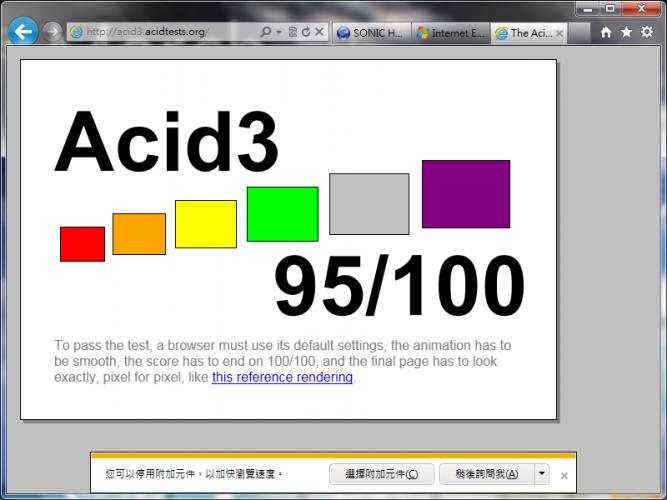 http://acid3.acidtests.org/
SONIC H...
Internet E...
The Aci...
Acid3
95/100
To pass the test, a browser must use its default settings, the animation has to
be smooth, the score has to end on 100/100, and the final page has to look
exactly, pixel for pixel, like this reference rendering.
您可以停用附加元件，以加快瀏覽速度。
選擇附加元件(C)
稍後詢問我(A)